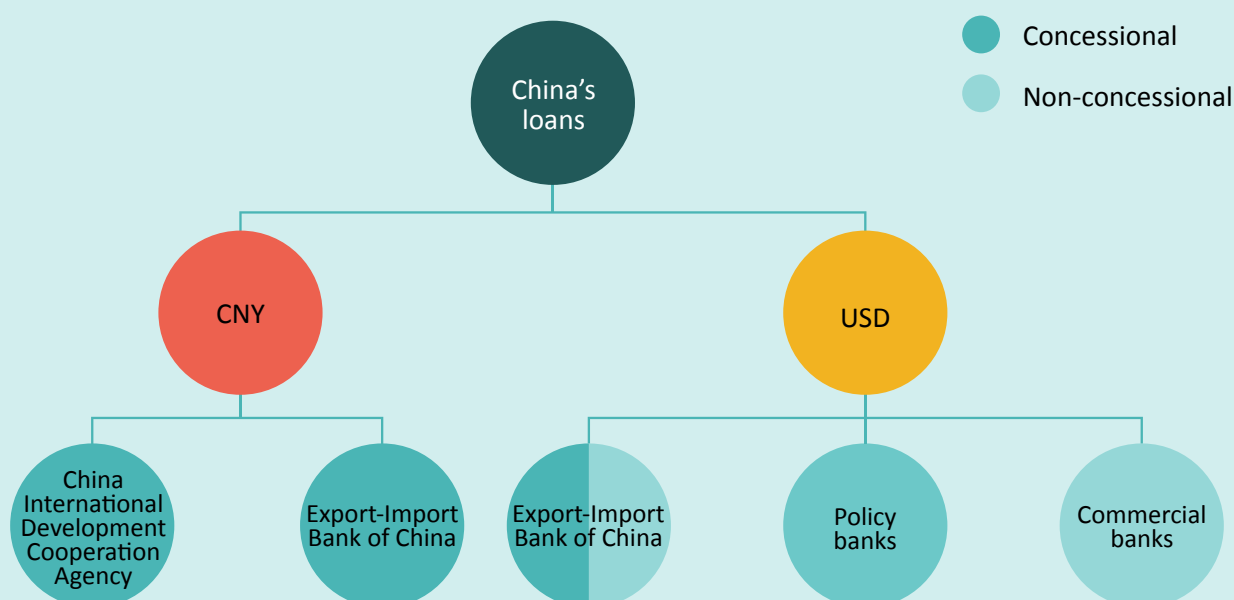 China's
loans
Concessional
Non-concessional
CNY
USD
China
International
Development
Cooperation
Agency
Export-Import
Bank of China
Export-Import
Bank of China
Policy
banks
Commercial
banks